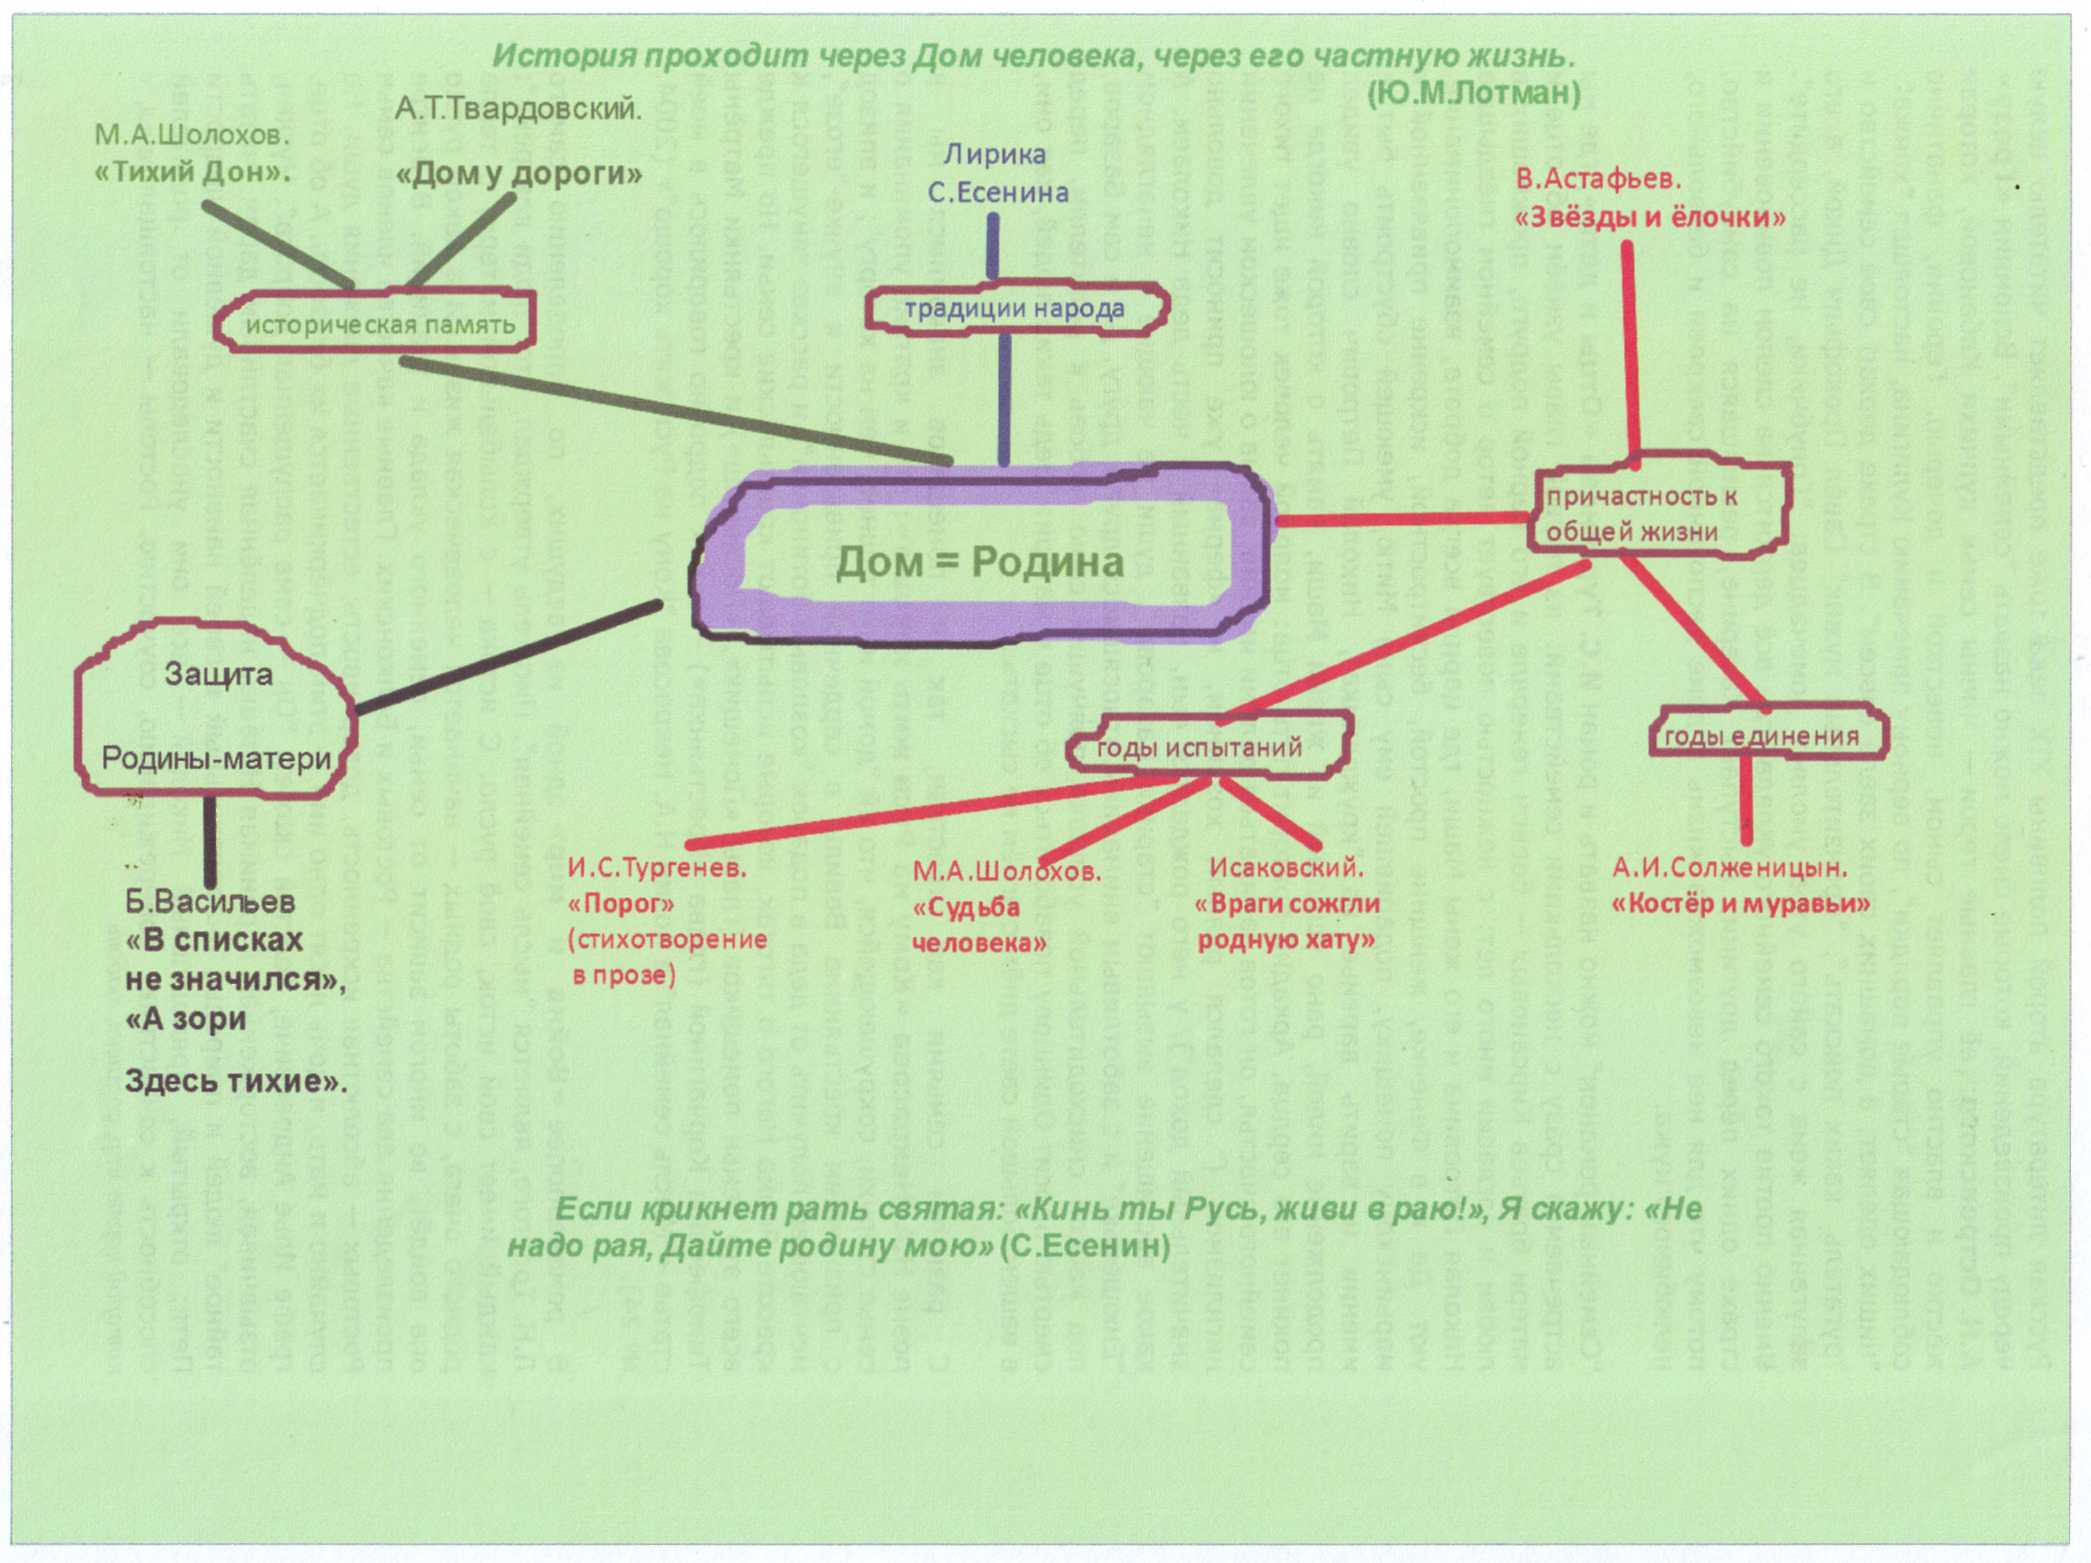 История проходит через Дом человека, через его частную жизнь.
(Ю.М.Лотман)
М.А.Шолохов.
«Тихий Дон».
А.Т.Твардовский.
«Дом у дороги»
Лирика
С.Есенина
В.Астафьев.
«Звёзды и ёлочки»
историческая память
традиции народа
причастность к
общей жизни
Дом = Родина
Защита
Родины-матери
годы испытаний
годы единения
Б.Васильев
«В списках
не значился»,
«А зори
Здесь тихие».
И.С.Тургенев.
«Порог»
(стихотворение
в прозе)
М.А.Шолохов.
«Судьба
человека»
Исаковский.
«Враги сожгли
родную хату»
А.И.Солженицын.
«Костёр и муравьи»
Если крикнет рать святая: «Кинь ты Русь, живи в раю!», Я скажу: «Не
надо рая, Дайте родину мою» (С.Есенин)